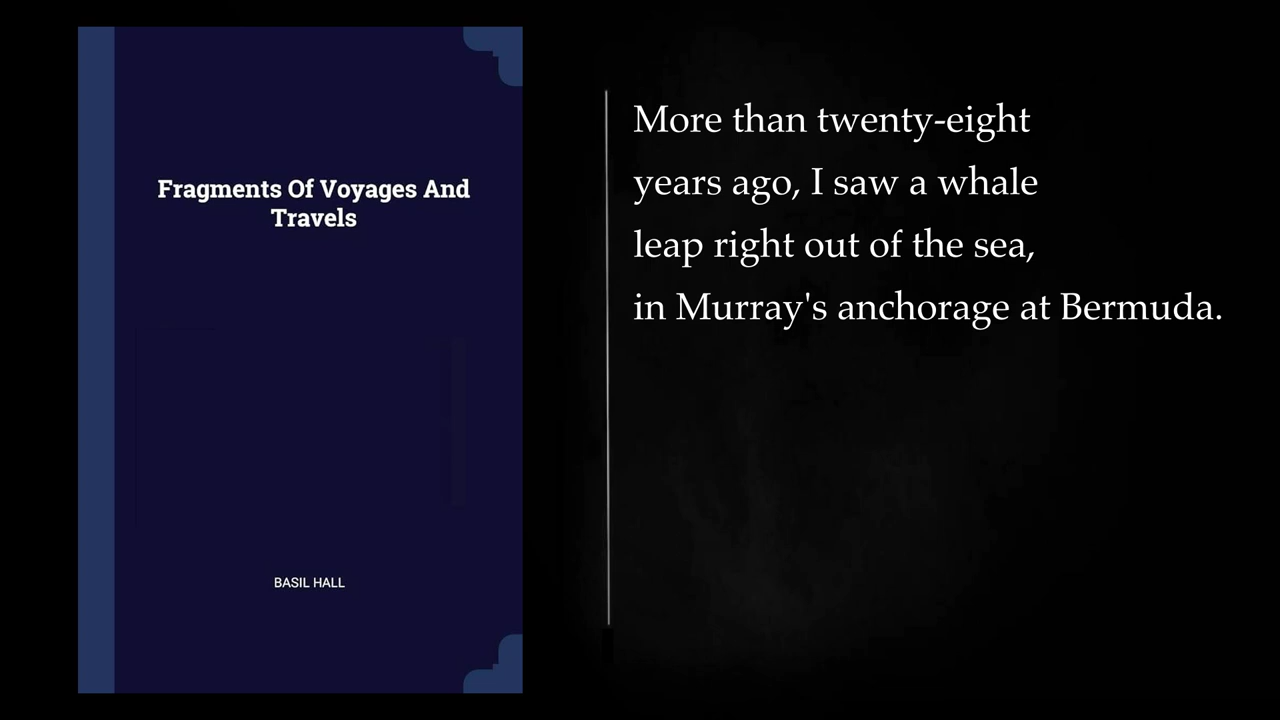 Fragments Of Voyages And
Travels
BASIL HALL
More than twenty-eight
years ago, I saw a whale
leap right out of the sea,
in Murray's anchorage at Bermuda.